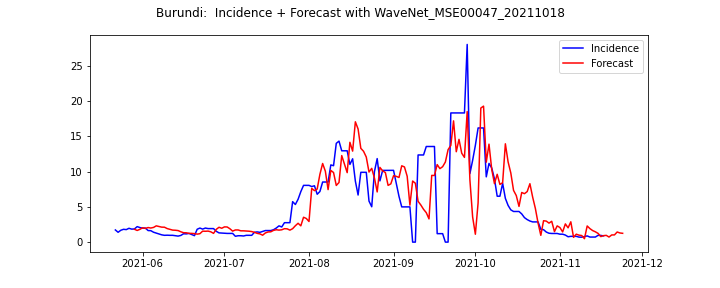 Burundi:  Incidence + Forecast with WaveNet_MSE00047_20211018
Incidence
Forecast
25
20
15
10
5
0
2021-06 2021-07 2021-08 2021-09 2021-10 2021-11 2021-12